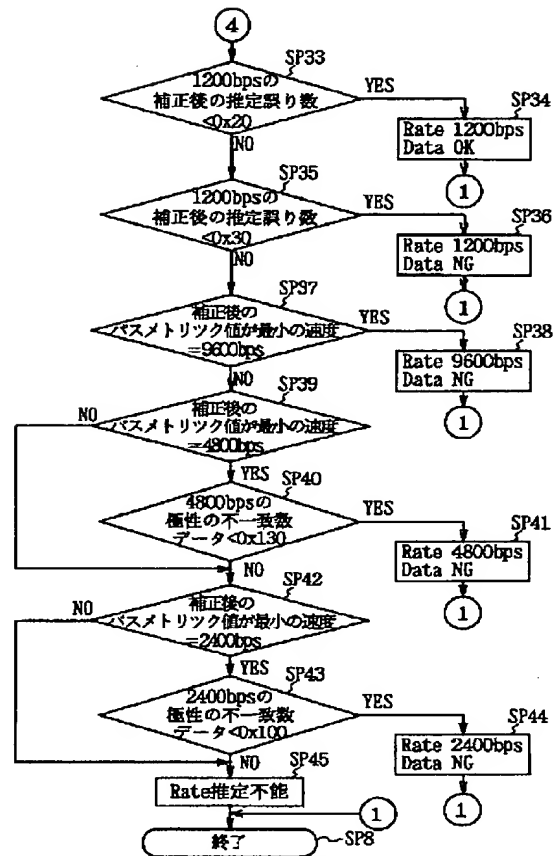 4
SP33
1200bpsの
補正後の推定誤り数
<0x20
YES
NO
SP34
Rate 1200bps
Data OK
1
SP35
1200bpsの
補正後の推定誤り数
<0x30
YES
NO
SP36
Rate 1200bps
Data NG
1
SP37
補正後の
パスメトリツク値が最小の速度
=9600bps
YES
NO
SP38
Rate 9600bps
Data NG
1
SP39
補正後の
パスメトリツク値が最小の速度
=4800bps
NO
YES
SP40
4800bpsの
極性の不一致数
データ<0x130
YES
NO
SP41
Rate 4800bps
Data NG
1
SP42
補正後の
パスメトリツク値が最小の速度
=2400bps
NO
YES
SP43
2400bpsの
極性の不一致数
データ<0x100
YES
NO
SP44
Rate 2400bps
Data NG
1
SP45
Rate推定不能
1
終了
SP8